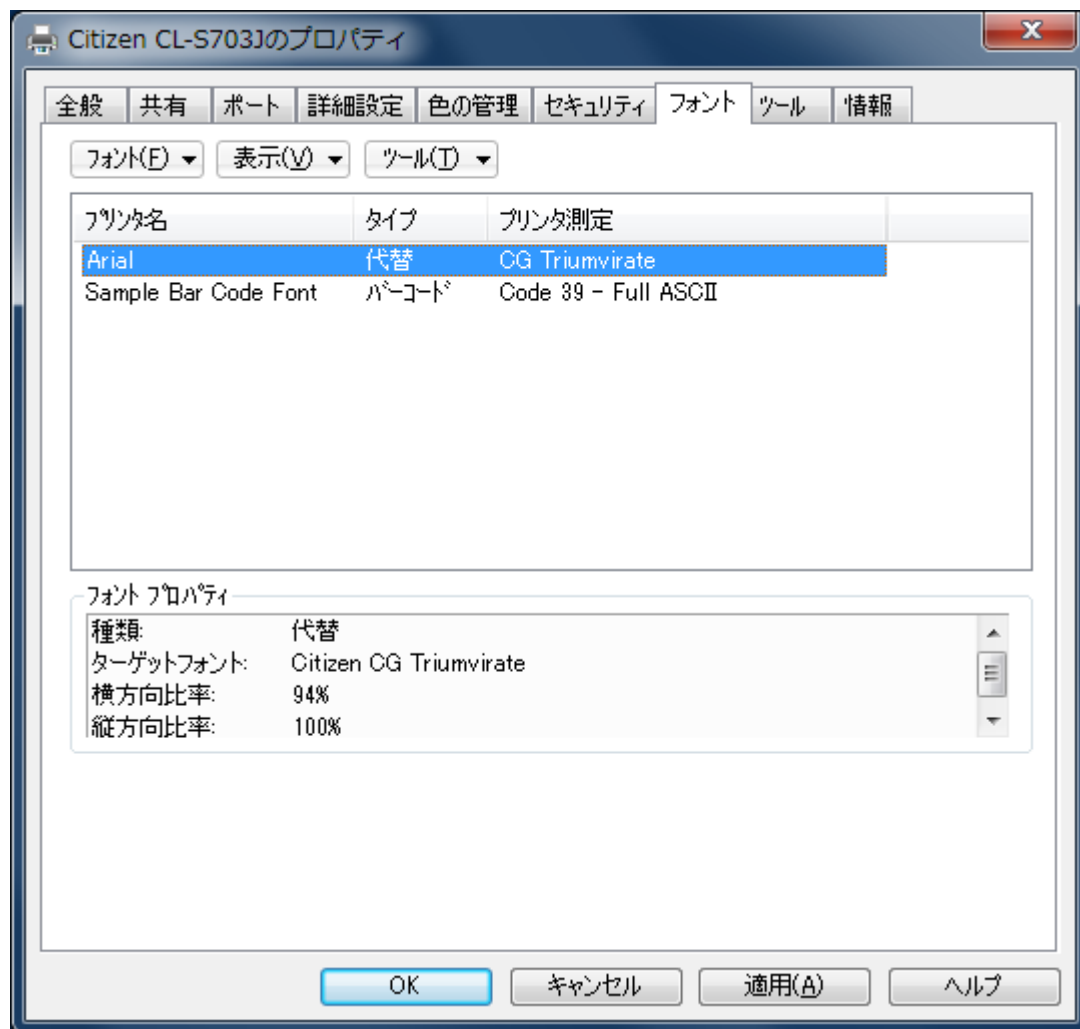 Citizen CL-S703Jのプロパティ
全般 共有 ポート 詳細設定 色の管理 セキュリティ フォント ツール 情報
フォント(F) 表示(V) ツール(T)
プリンタ名 タイプ プリンタ測定
Arial 代替 CG Triumvirate
Sample Bar Code Font バーコード Code 39 - Full ASCII
フォント プロパティ
種類: 代替
ターゲットフォント: Citizen CG Triumvirate
横方向比率: 94%
縦方向比率: 100%
OK キャンセル 適用(A) ヘルプ